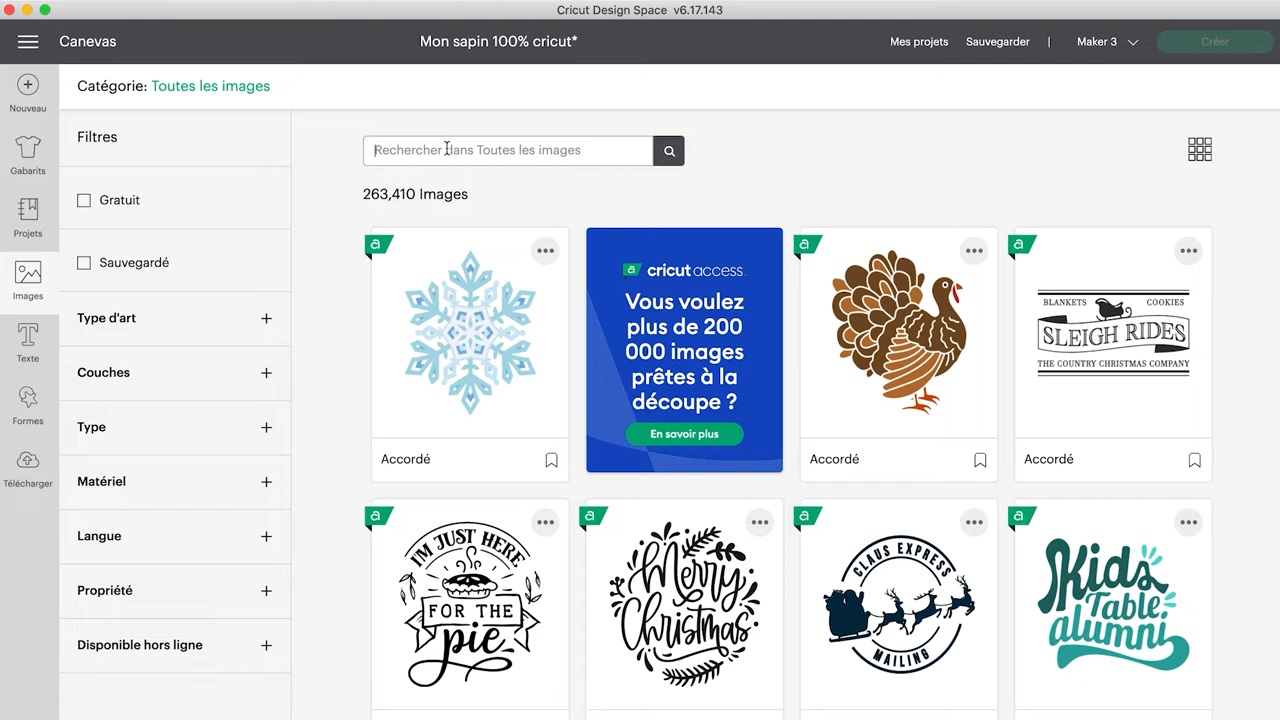 Cricut Design Space v6.17.143
Canevas
Mon sapin 100% cricut*
Mes projets
Sauvegarder
|
Maker 3
Créer
Nouveau
Gabarits
Projets
Images
Texte
Formes
Télécharger
Catégorie: Toutes les images
Filtres
Gratuit
Sauvegardé
Type d'art
Couches
Type
Matériel
Langue
Propriété
Disponible hors ligne
Rechercher dans Toutes les images
263,410 Images
a
Accordé
a cricut access
Vous voulez
plus de 200
000 images
prêtes à la
découpe ?
En savoir plus
a
Accordé
a
BLANKETS COOKIES
SLEIGH RIDES
THE COUNTRY CHRISTMAS COMPANY
Accordé
a
I'M JUST HERE
FOR THE
pie
a
Merry
Christmas
a
CLAUS EXPRESS
MAILING
a
Kids
Table
alumni